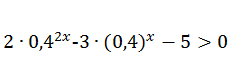 2 · 0,4^{2x}-3 · (0,4)^x − 5 > 0